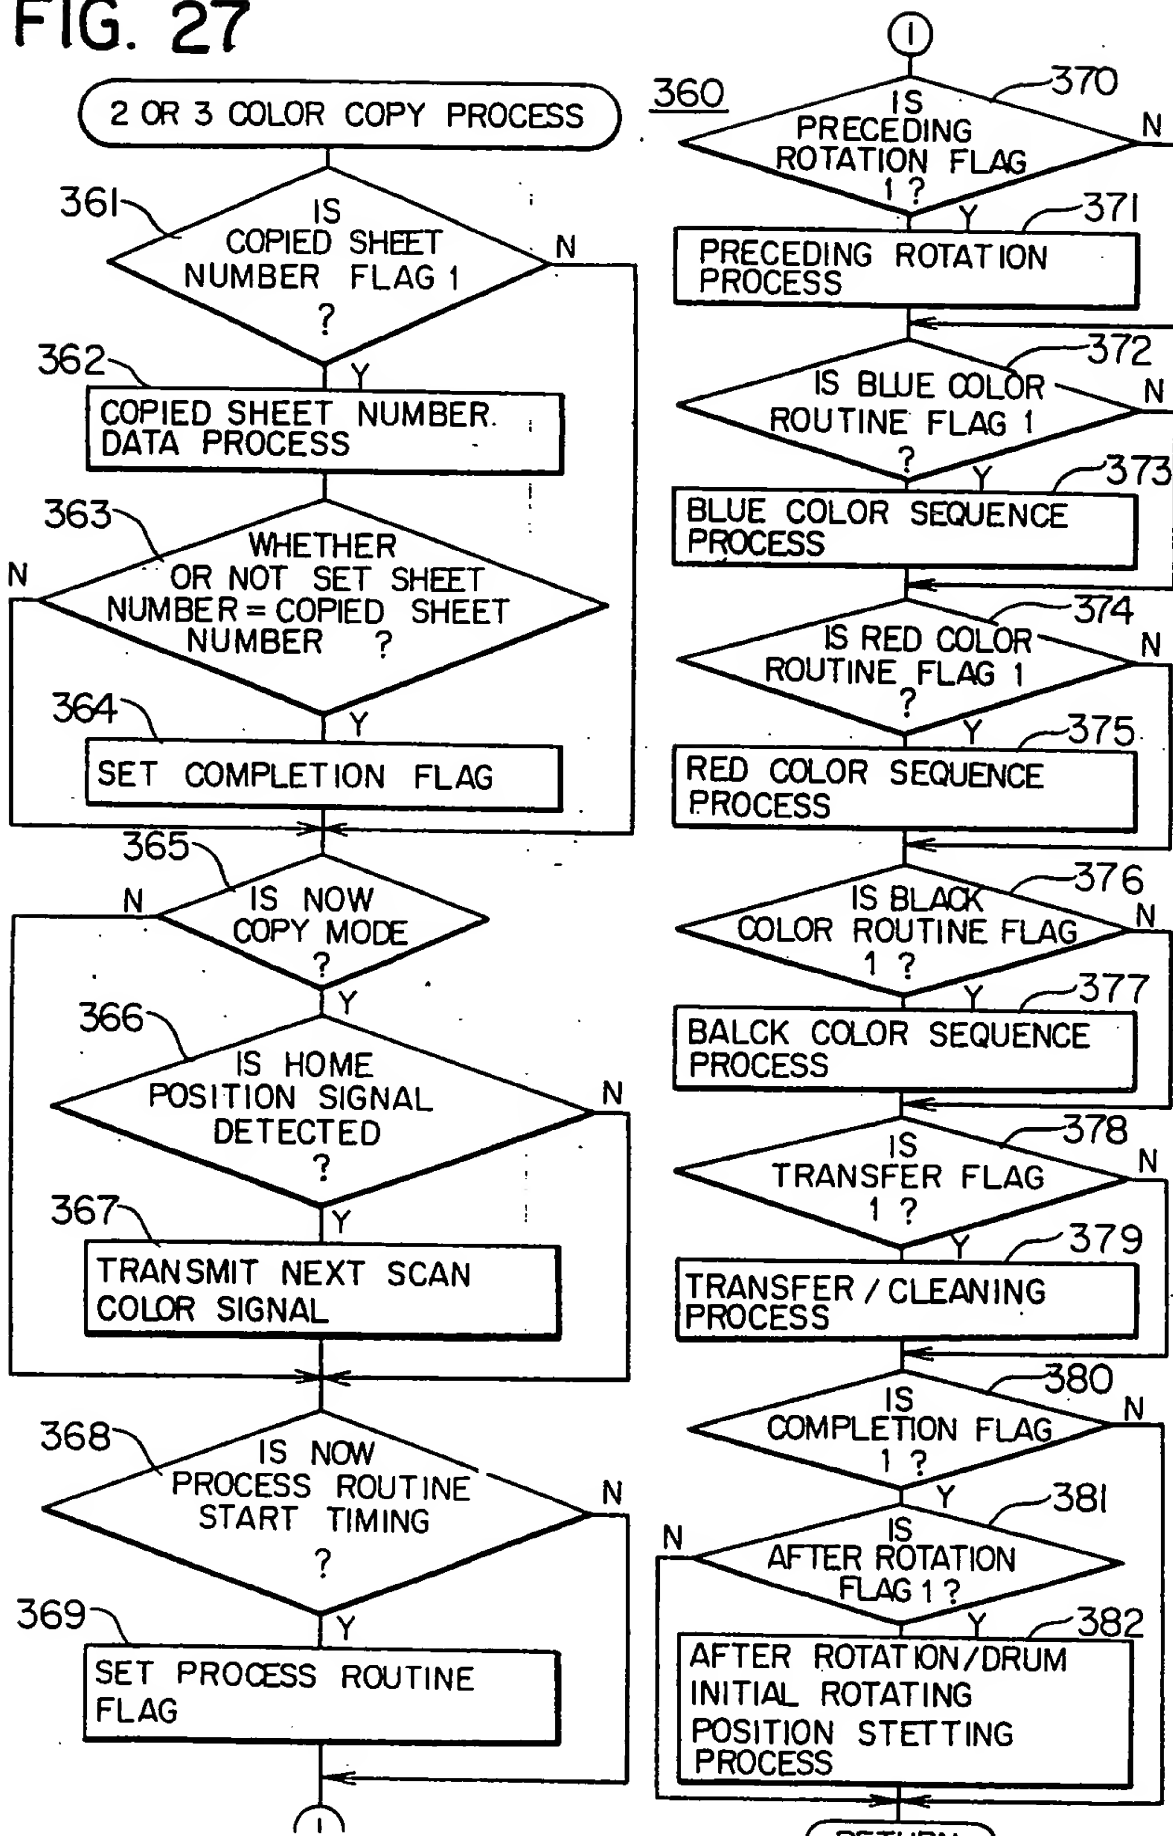 FIG. 27
2 OR 3 COLOR COPY PROCESS
361
IS
COPIED SHEET
NUMBER FLAG 1
?
N
Y
362
COPIED SHEET NUMBER.
DATA PROCESS
363
WHETHER
OR NOT SET SHEET
NUMBER = COPIED SHEET
NUMBER ?
N
Y
364
SET COMPLETION FLAG
365
IS NOW
COPY MODE
?
N
Y
366
IS HOME
POSITION SIGNAL
DETECTED
?
N
Y
367
TRANSMIT NEXT SCAN
COLOR SIGNAL
368
IS NOW
PROCESS ROUTINE
START TIMING
?
N
Y
369
SET PROCESS ROUTINE
FLAG
1
1
360
370
IS
PRECEDING
ROTATION FLAG
1 ?
N
Y
371
PRECEDING ROTATION
PROCESS
372
IS BLUE COLOR
ROUTINE FLAG 1
?
N
Y
373
BLUE COLOR SEQUENCE
PROCESS
374
IS RED COLOR
ROUTINE FLAG 1
?
N
Y
375
RED COLOR SEQUENCE
PROCESS
376
IS BLACK
COLOR ROUTINE FLAG
1 ?
N
Y
377
BALCK COLOR SEQUENCE
PROCESS
378
IS
TRANSFER FLAG
1 ?
N
Y
379
TRANSFER / CLEANING
PROCESS
380
IS
COMPLETION FLAG
1 ?
N
Y
381
IS
AFTER ROTATION
FLAG 1 ?
N
Y
382
AFTER ROTATION/DRUM
INITIAL ROTATING
POSITION STETTING
PROCESS
RETURN